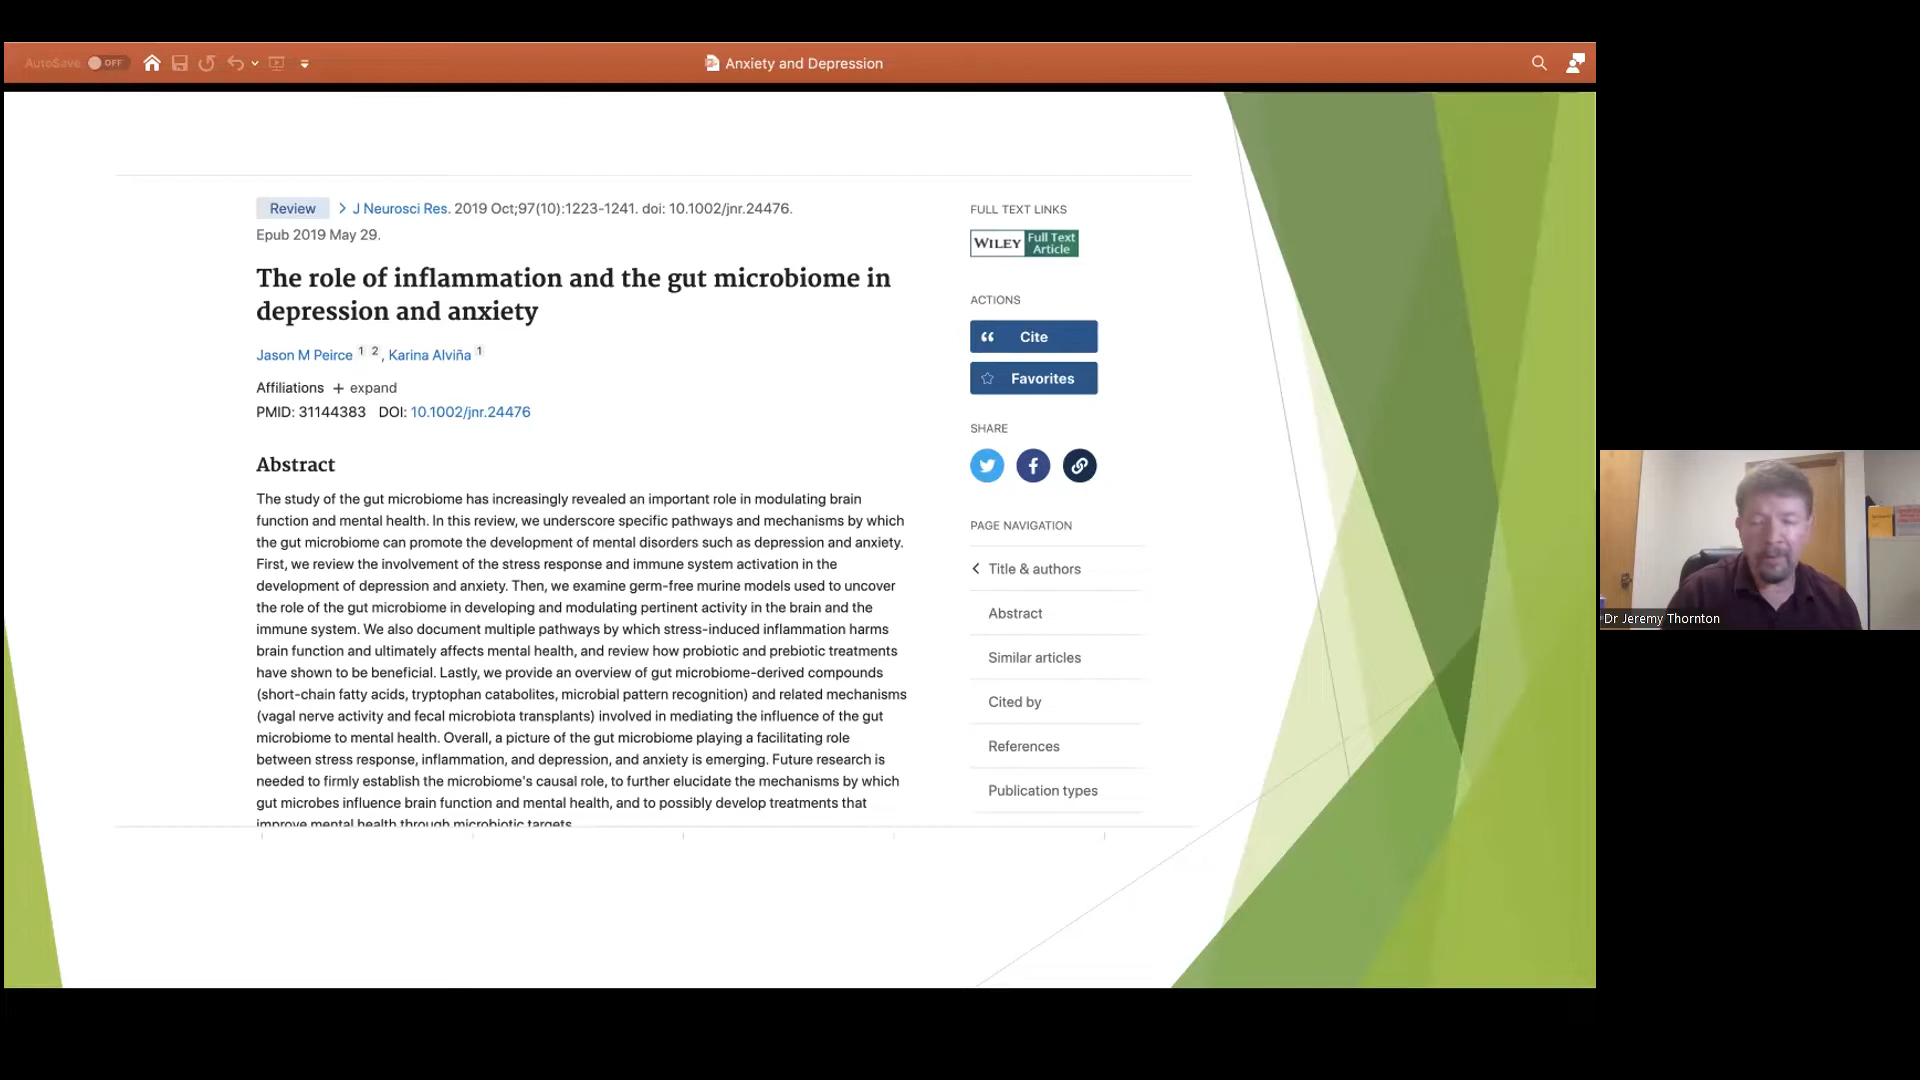 AutoSave OFF
Anxiety and Depression
Review > J Neurosci Res. 2019 Oct;97(10):1223-1241. doi: 10.1002/jnr.24476.
Epub 2019 May 29.
The role of inflammation and the gut microbiome in
depression and anxiety
Jason M Peirce 1 2, Karina Alviña 1
Affiliations + expand
PMID: 31144383 DOI: 10.1002/jnr.24476
Abstract
The study of the gut microbiome has increasingly revealed an important role in modulating brain
function and mental health. In this review, we underscore specific pathways and mechanisms by which
the gut microbiome can promote the development of mental disorders such as depression and anxiety.
First, we review the involvement of the stress response and immune system activation in the
development of depression and anxiety. Then, we examine germ-free murine models used to uncover
the role of the gut microbiome in developing and modulating pertinent activity in the brain and the
immune system. We also document multiple pathways by which stress-induced inflammation harms
brain function and ultimately affects mental health, and review how probiotic and prebiotic treatments
have shown to be beneficial. Lastly, we provide an overview of gut microbiome-derived compounds
(short-chain fatty acids, tryptophan catabolites, microbial pattern recognition) and related mechanisms
(vagal nerve activity and fecal microbiota transplants) involved in mediating the influence of the gut
microbiome to mental health. Overall, a picture of the gut microbiome playing a facilitating role
between stress response, inflammation, and depression, and anxiety is emerging. Future research is
needed to firmly establish the microbiome's causal role, to further elucidate the mechanisms by which
gut microbes influence brain function and mental health, and to possibly develop treatments that
improve mental health through microbiotic targets.
FULL TEXT LINKS
WILEY Full Text
Article
ACTIONS
Cite
Favorites
SHARE
PAGE NAVIGATION
Title & authors
Abstract
Similar articles
Cited by
References
Publication types
Dr Jeremy Thornton